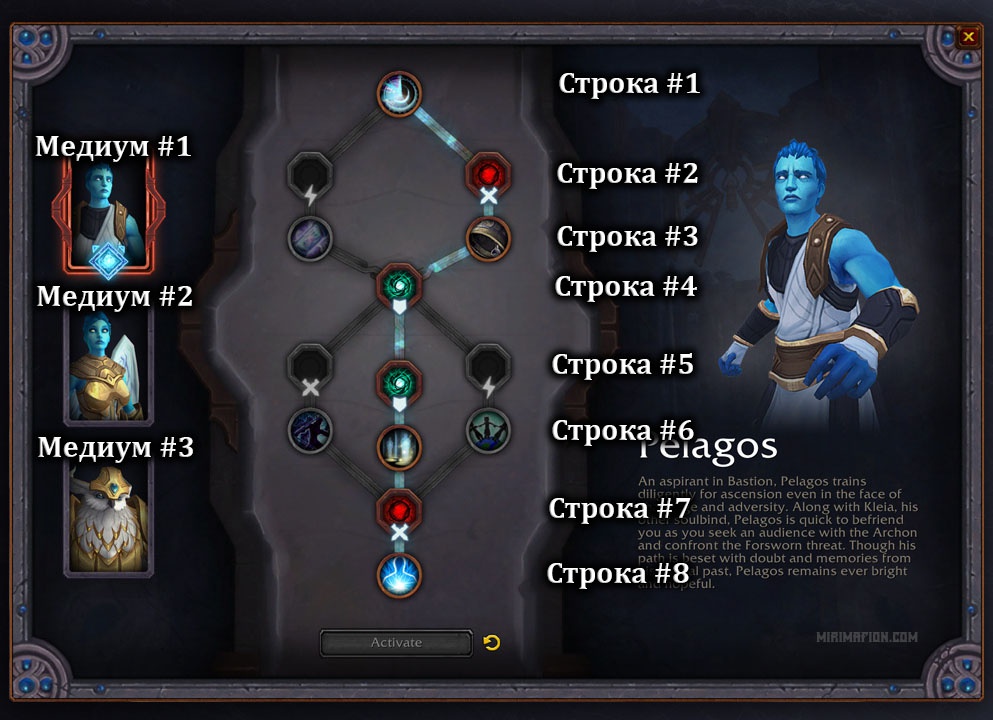 Строка #1
Медиум #1
Строка #2
Строка #3
Строка #4
Медиум #2
Строка #5
Строка #6
Медиум #3
Pelagos
An aspirant in Bastion, Pelagos trains
diligently for ascension even in the face of
and adversity. Along with Kleia, his
soulbind, Pelagos is quick to befriend
you as you seek an audience with the Archon
and confront the Forsworn threat. Though his
path is beset with doubt and memories from
past, Pelagos remains ever bright
and hopeful.
Строка #7
Строка #8
Activate
MIRIMAFION.COM